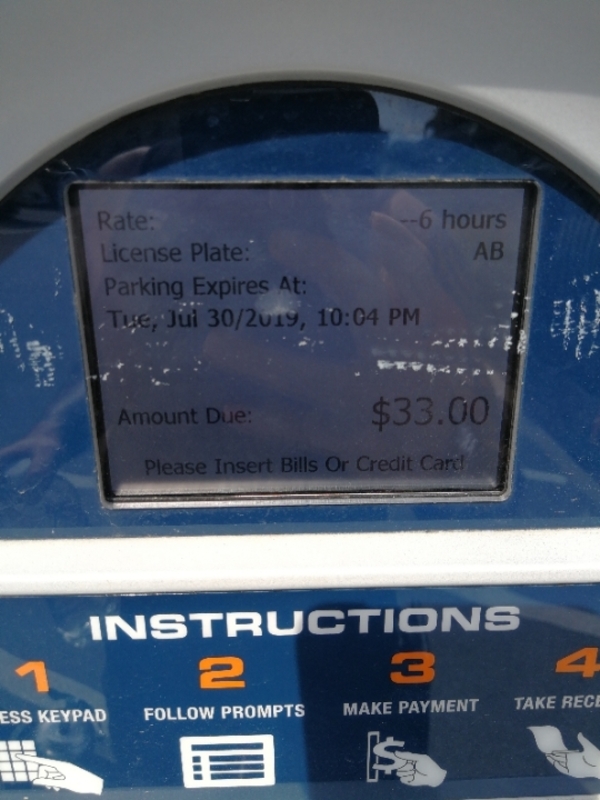 Rate: --6 hours
License Plate: AB
Parking Expires At:
Tue, Jul 30/2019, 10:04 PM
Amount Due: $33.00
Please Insert Bills Or Credit Card
INSTRUCTIONS
1 2 3 4
ESS KEYPAD FOLLOW PROMPTS MAKE PAYMENT TAKE RECE
$